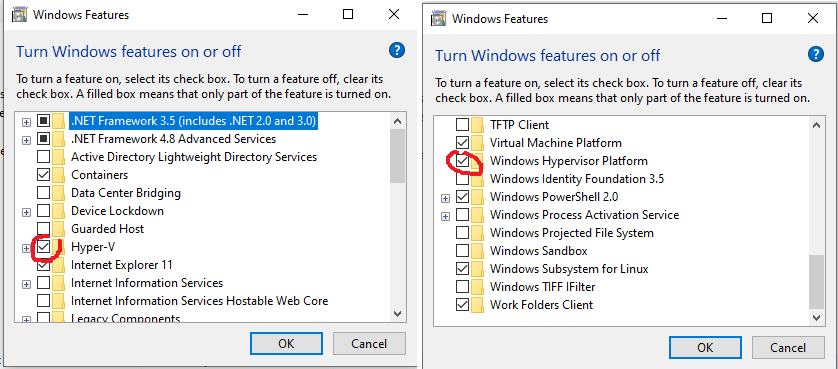 Windows Features
Turn Windows features on or off
To turn a feature on, select its check box. To turn a feature off, clear its
check box. A filled box means that only part of the feature is turned on.
.NET Framework 3.5 (includes .NET 2.0 and 3.0)
.NET Framework 4.8 Advanced Services
Active Directory Lightweight Directory Services
Containers
Data Center Bridging
Device Lockdown
Guarded Host
Hyper-V
Internet Explorer 11
Internet Information Services
Internet Information Services Hostable Web Core
Legacy Components
OK
Cancel
Windows Features
Turn Windows features on or off
To turn a feature on, select its check box. To turn a feature off, clear its
check box. A filled box means that only part of the feature is turned on.
TFTP Client
Virtual Machine Platform
Windows Hypervisor Platform
Windows Identity Foundation 3.5
Windows PowerShell 2.0
Windows Process Activation Service
Windows Projected File System
Windows Sandbox
Windows Subsystem for Linux
Windows TIFF IFilter
Work Folders Client
OK
Cancel